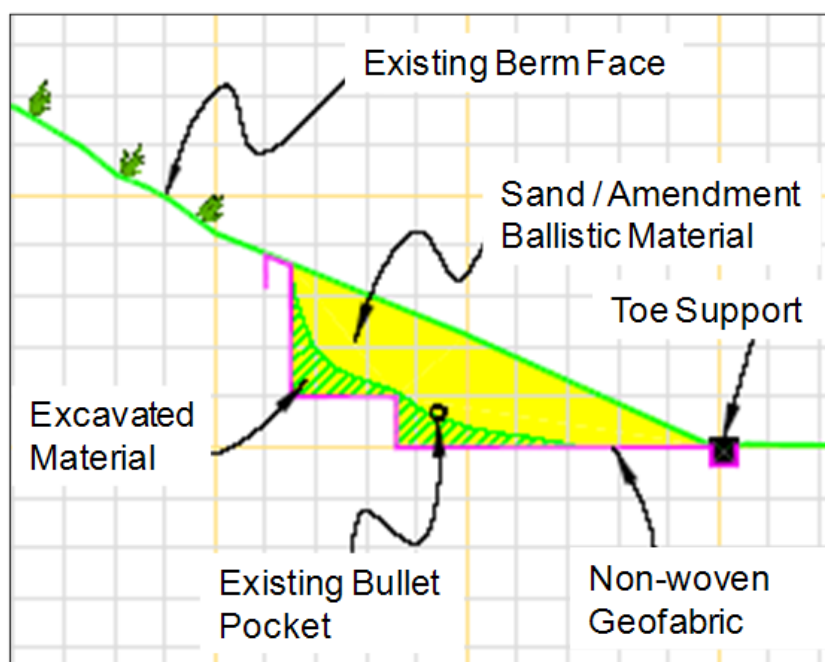 Existing Berm Face
Sand / Amendment
Ballistic Material
Toe Support
Excavated
Material
Existing Bullet
Pocket
Non-woven
Geofabric